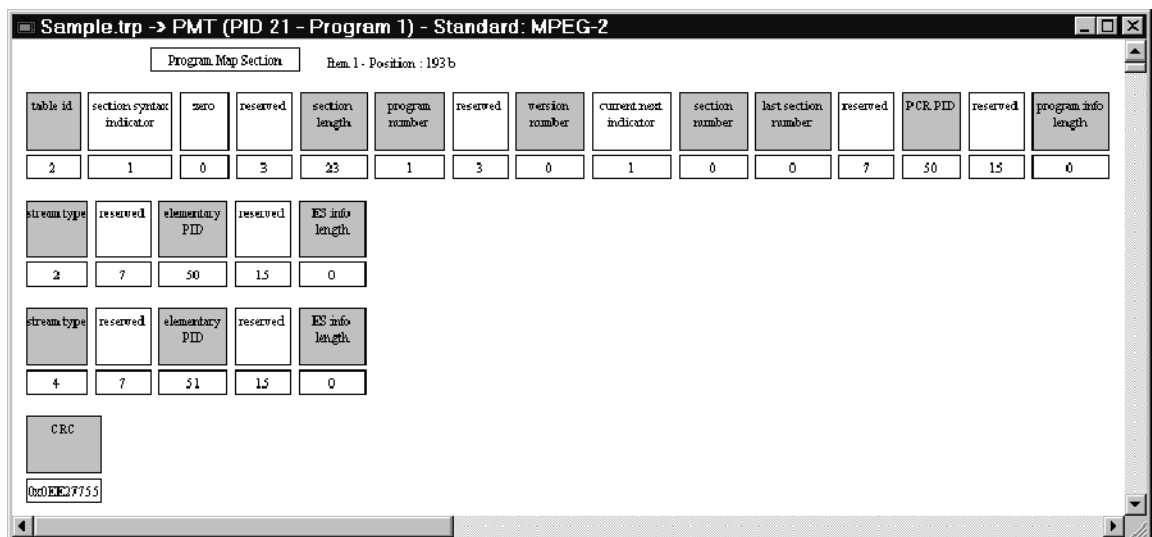 Sample.trp -> PMT (PID 21 - Program 1) - Standard: MPEG-2
Program Map Section Item 1 - Position : 193 b
table id section syntax indicator zero reserved section length program number reserved version number current next indicator section number last section number reserved PCR PID reserved program info length
2 1 0 3 23 1 3 0 1 0 0 7 50 15 0
stream type reserved elementary PID reserved ES info length
2 7 50 15 0
stream type reserved elementary PID reserved ES info length
4 7 51 15 0
CRC
0x0EE27755